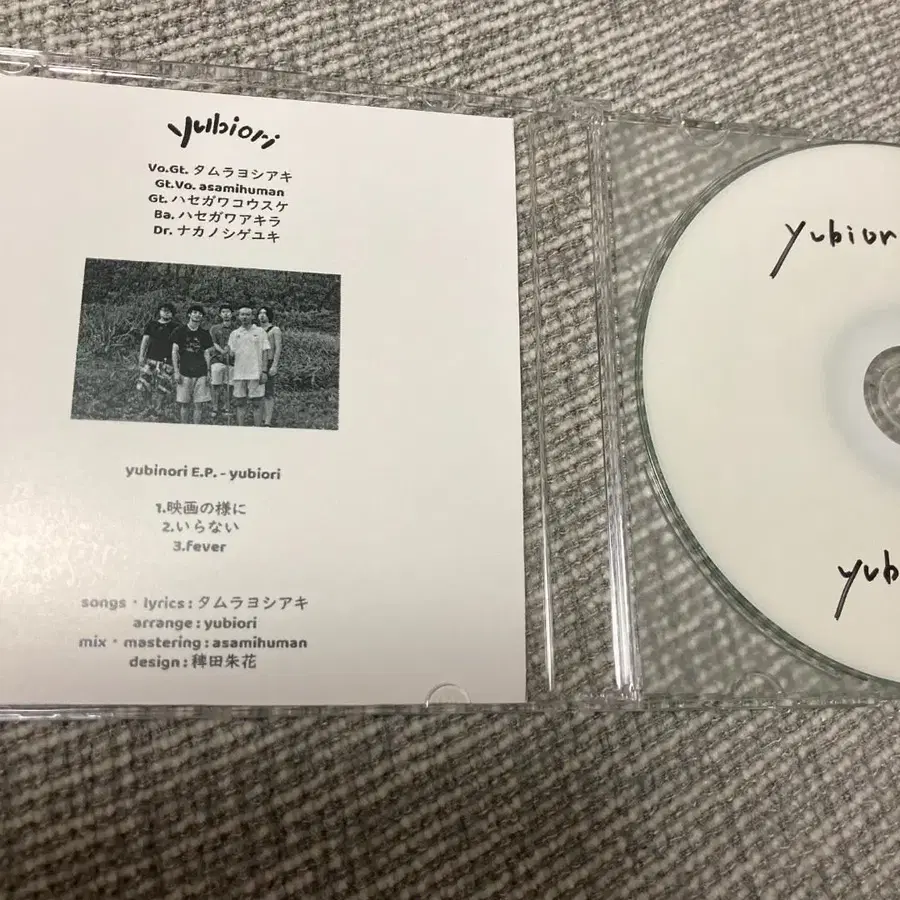 yubiori
Vo.Gt. タムラヨシアキ
Gt.Vo. asamihuman
Gt. ハセガワコウスケ
Ba. ハセガワアキラ
Dr. ナカノシゲユキ
yubinori E.P. - yubiori
1.映画の様に
2.いらない
3.fever
songs・lyrics : タムラヨシアキ
arrange : yubiori
mix・mastering : asamihuman
design : 稗田朱花
yubior
yub